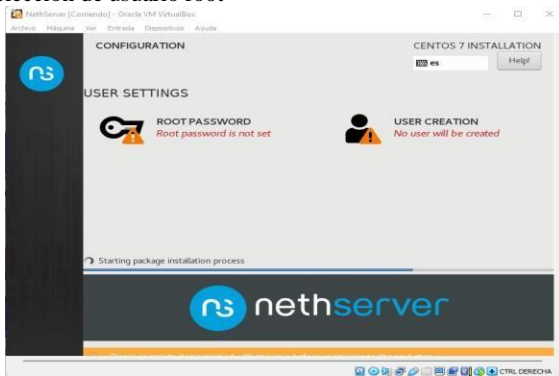 NethServer [Corriendo] - Oracle VM VirtualBox
Archivo Máquina Ver Entrada Dispositivos Ayuda
CONFIGURATION
CENTOS 7 INSTALLATION
es
Help!
ns
USER SETTINGS
ROOT PASSWORD
Root password is not set
USER CREATION
No user will be created
Starting package installation process
ns nethserver
CTRL DERECHA